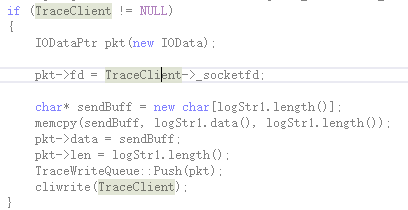 if (TraceClient != NULL)
{
IODataPtr pkt(new IOData);
pkt->fd = TraceClient->_socketfd;
char* sendBuff = new char[logStr1.length()];
memcpy(sendBuff, logStr1.data(), logStr1.length());
pkt->data = sendBuff;
pkt->len = logStr1.length();
TraceWriteQueue::Push(pkt);
cliwrite(TraceClient);
}